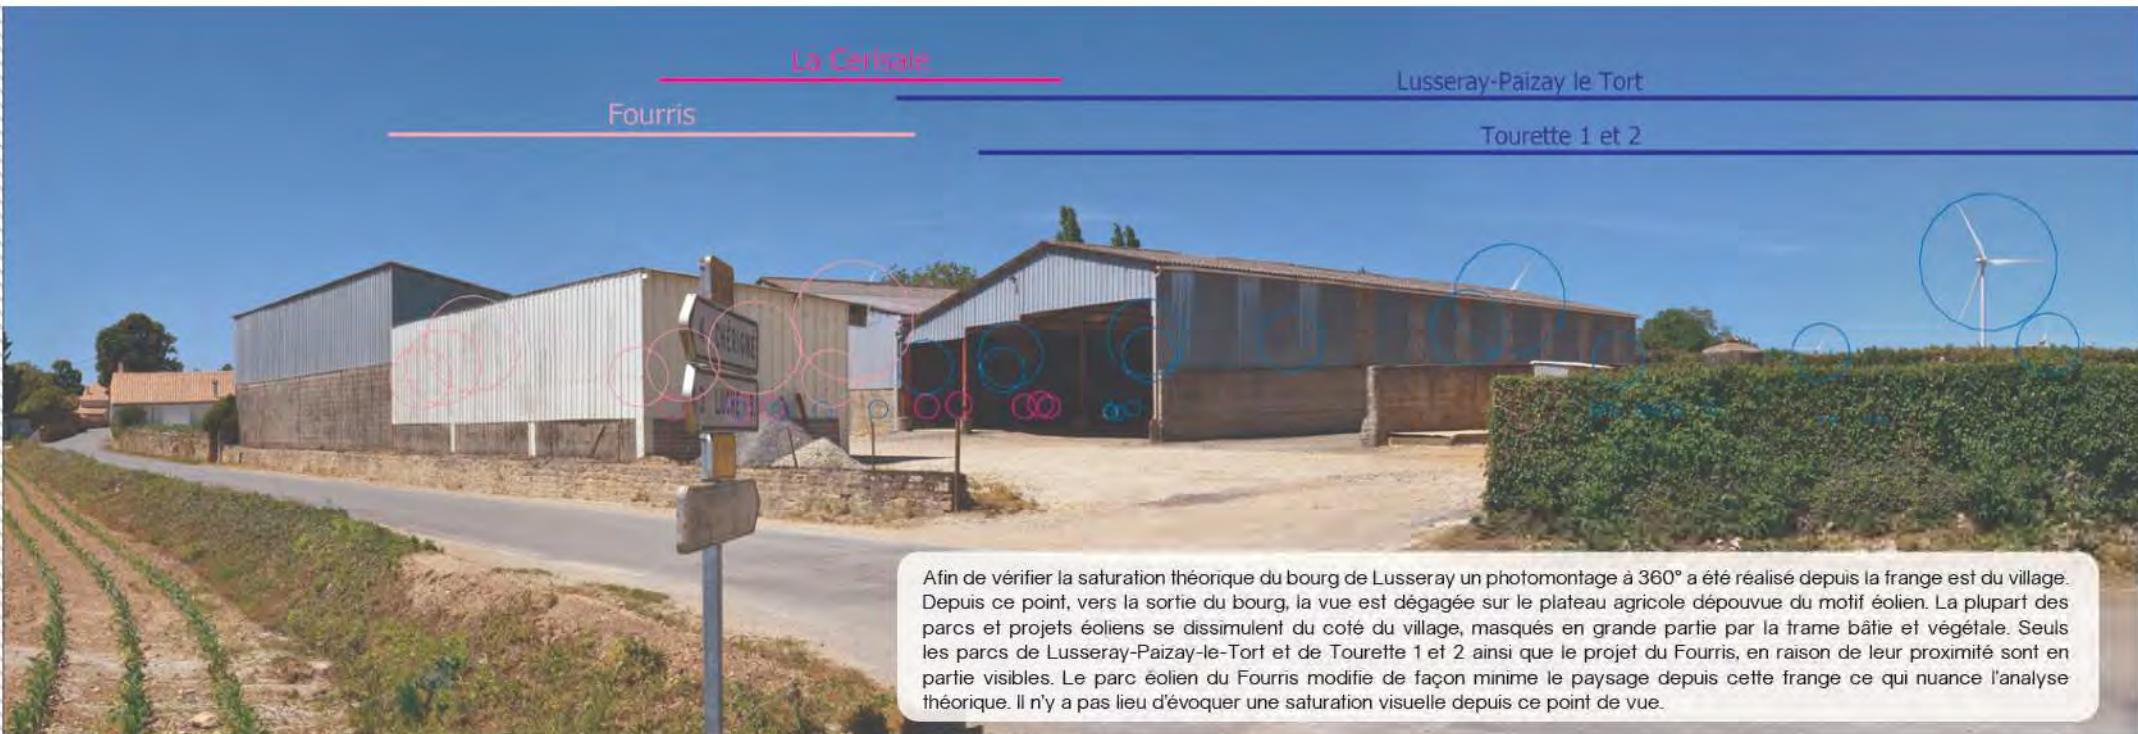 La Cerisaie
Lusseray-Paizay le Tort
Fourris
Tourette 1 et 2
CHÉRIGNÉ
Afin de vérifier la saturation théorique du bourg de Lusseray un photomontage à 360° a été réalisé depuis la frange est du village.
Depuis ce point, vers la sortie du bourg, la vue est dégagée sur le plateau agricole dépouvue du motif éolien. La plupart des
parcs et projets éoliens se dissimulent du coté du village, masqués en grande partie par la trame bâtie et végétale. Seuls
les parcs de Lusseray-Paizay-le-Tort et de Tourette 1 et 2 ainsi que le projet du Fourris, en raison de leur proximité sont en
partie visibles. Le parc éolien du Fourris modifie de façon minime le paysage depuis cette frange ce qui nuance l'analyse
théorique. Il n'y a pas lieu d'évoquer une saturation visuelle depuis ce point de vue.